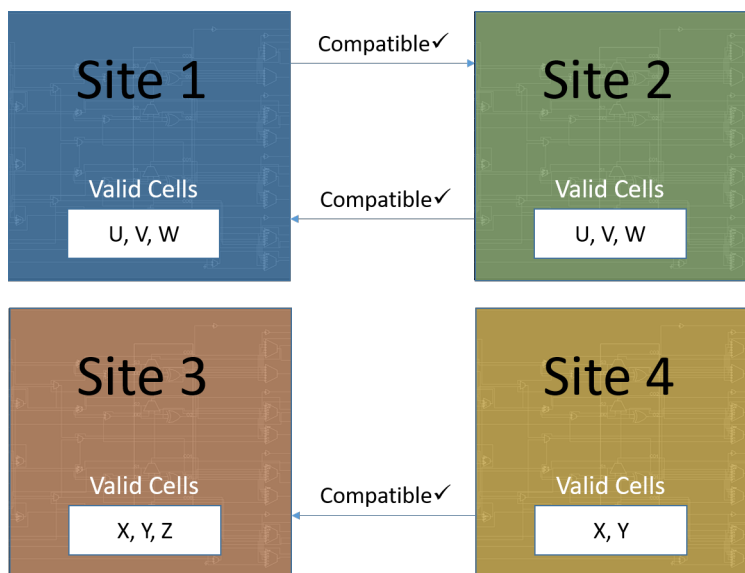 Compatible✓
Site 1
Site 2
Valid Cells
Compatible✓
Valid Cells
U, V, W
U, V, W
Site 3
Site 4
Valid Cells
Compatible✓
Valid Cells
X, Y, Z
X, Y